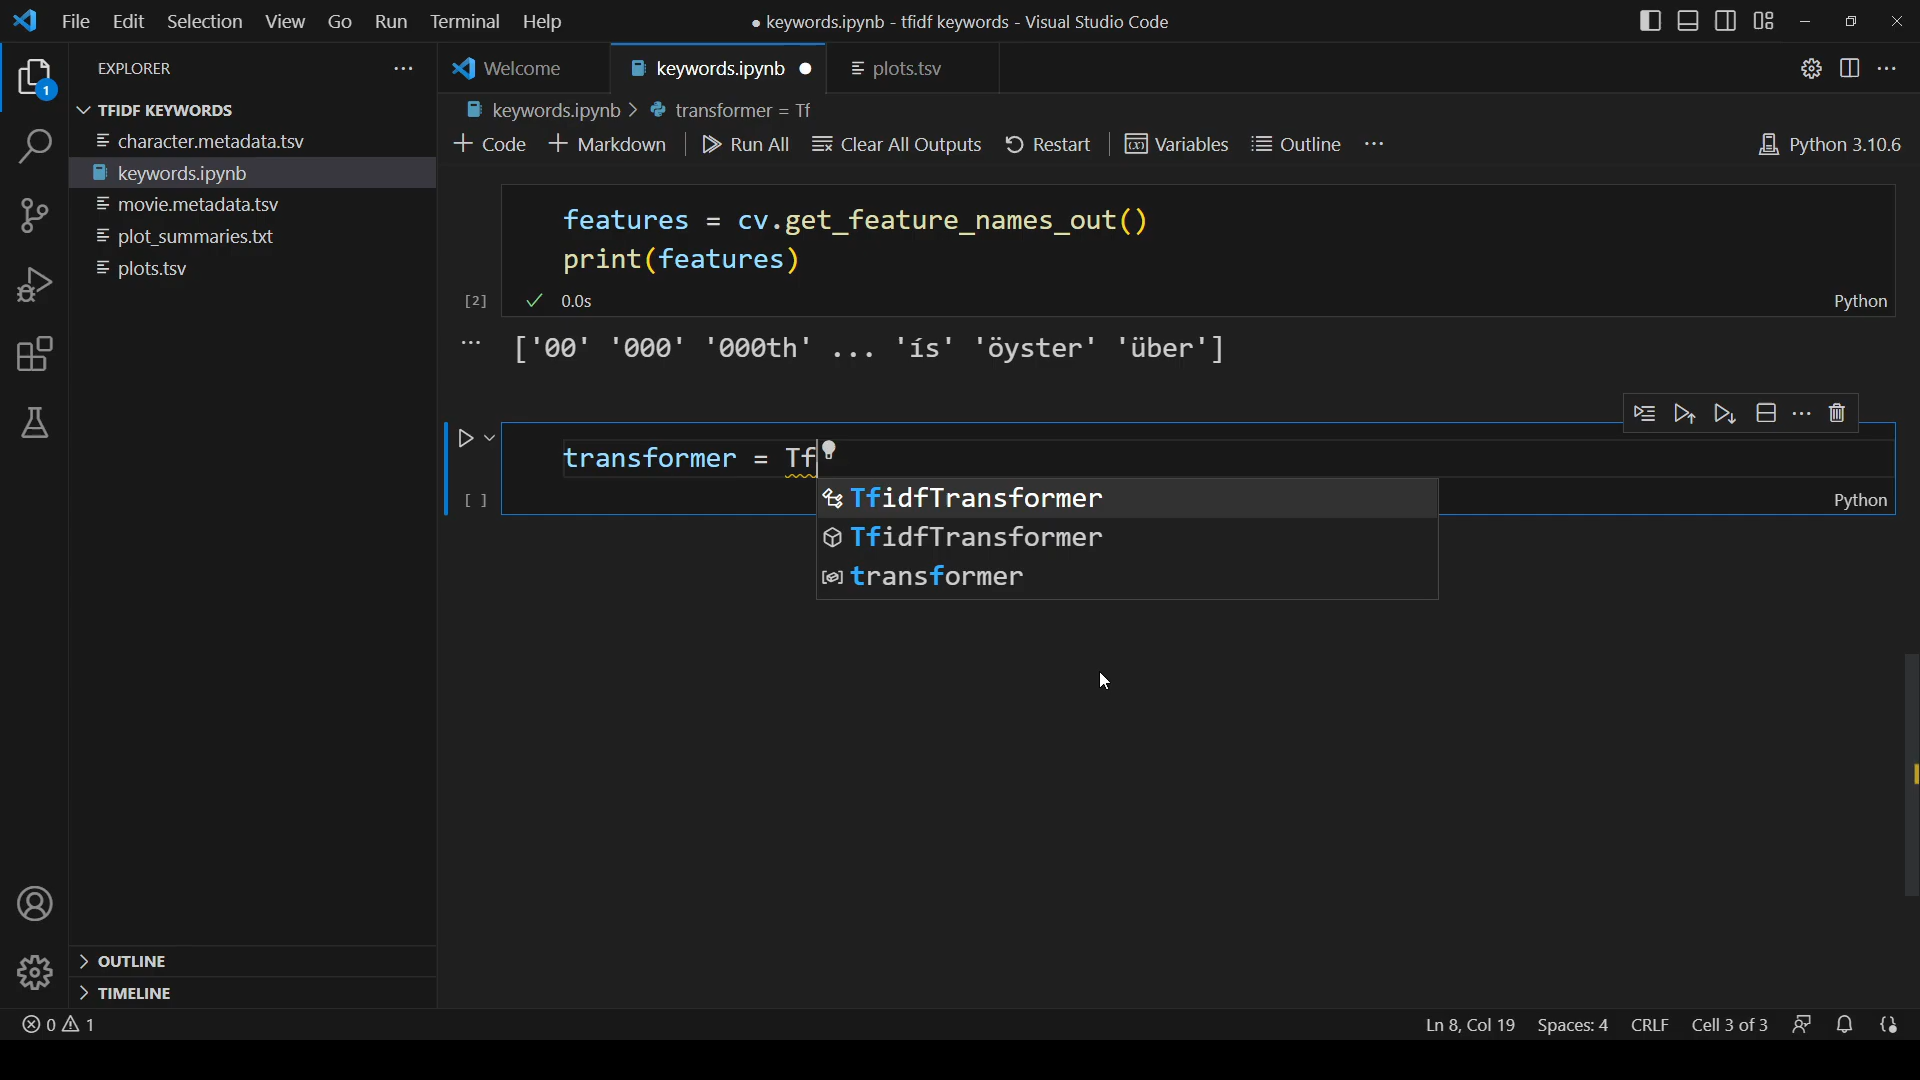 File Edit Selection View Go Run Terminal Help
● keywords.ipynb - tfidf keywords - Visual Studio Code
EXPLORER
TFIDF KEYWORDS
character.metadata.tsv
keywords.ipynb
movie.metadata.tsv
plot_summaries.txt
plots.tsv
OUTLINE
TIMELINE
1
Welcome keywords.ipynb ● plots.tsv
keywords.ipynb > transformer = Tf
+ Code + Markdown Run All Clear All Outputs Restart Variables Outline ... Python 3.10.6
features = cv.get_feature_names_out()
print(features)
[2] ✓ 0.0s Python
... ['00' '000' '000th' ... 'ís' 'öyster' 'über']
transformer = Tf
[ ] Python
TfidfTransformer
TfidfTransformer
transformer
0 1 Ln 8, Col 19 Spaces: 4 CRLF Cell 3 of 3